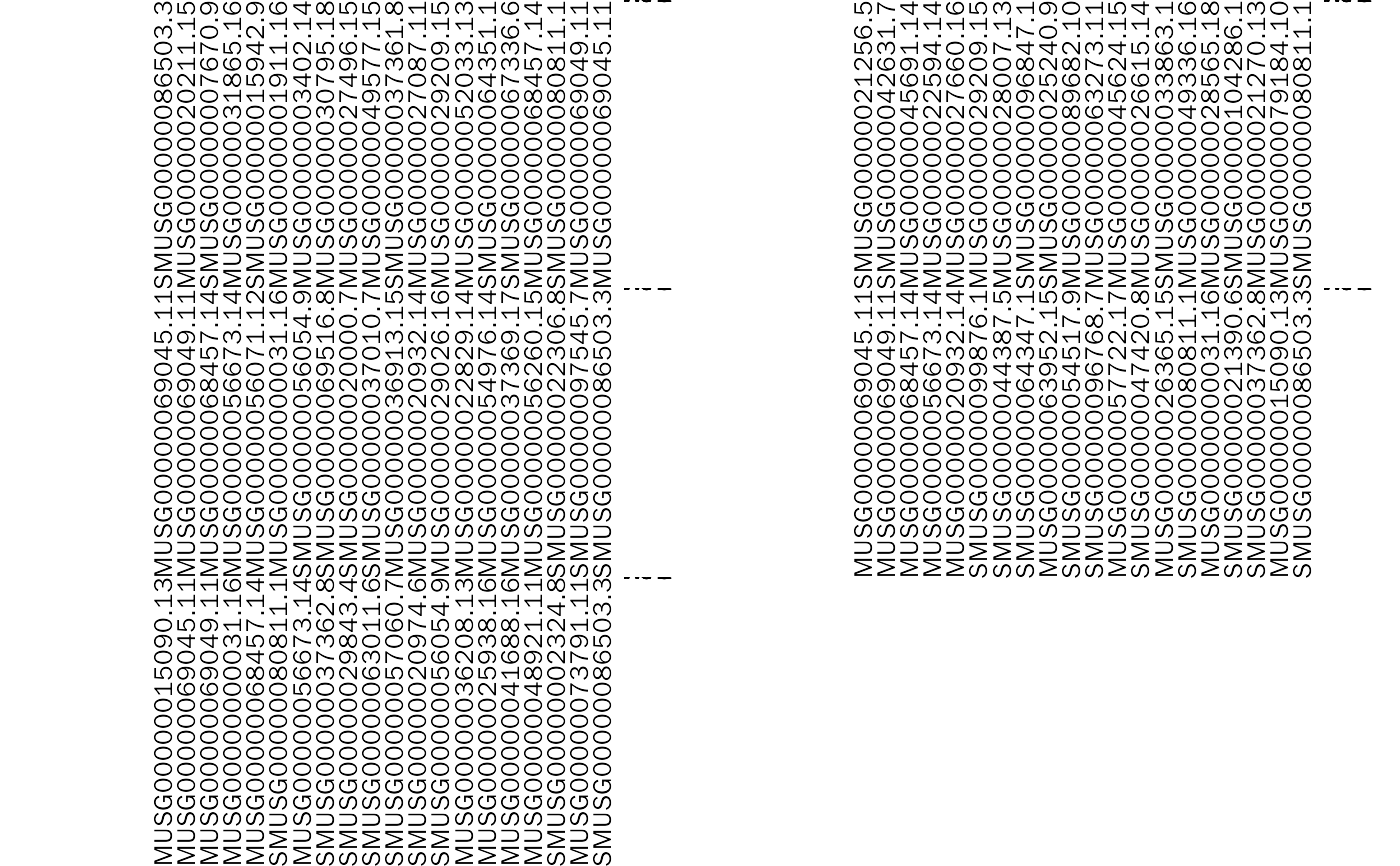 MUSG00000015090.13MUSG00000069045.11SMUSG00000086503.3
MUSG00000069045.11MUSG00000069049.11MUSG00000020211.15
MUSG00000069049.11MUSG00000068457.14SMUSG00000007670.9
MUSG00000000031.16MUSG00000056673.14MUSG00000031865.16
MUSG00000068457.14MUSG00000056071.12SMUSG00000015942.9
SMUSG00000080811.1MUSG00000000031.16MUSG00000001911.16
MUSG00000056673.14SMUSG00000056054.9MUSG00000003402.14
SMUSG00000037362.8SMUSG00000069516.8MUSG00000030795.18
SMUSG00000029843.4SMUSG00000020000.7MUSG00000027496.15
SMUSG00000063011.6SMUSG00000037010.7MUSG00000049577.15
SMUSG00000057060.7MUSG00000036913.15SMUSG00000037361.8
SMUSG00000020974.6MUSG00000020932.14MUSG00000027087.11
SMUSG00000056054.9MUSG00000029026.16MUSG00000029209.15
MUSG00000036208.13MUSG00000022829.14MUSG00000052033.13
MUSG00000025938.16MUSG00000054976.14SMUSG00000064351.1
MUSG00000041688.16MUSG00000037369.17SMUSG00000067336.6
MUSG00000048921.11MUSG00000056260.15MUSG00000068457.14
SMUSG00000002324.8SMUSG00000022306.8SMUSG00000080811.1
MUSG00000073791.11SMUSG00000097545.7MUSG00000069049.11
SMUSG00000086503.3SMUSG00000086503.3MUSG00000069045.11
MUSG00000069045.11SMUSG00000021256.5
MUSG00000069049.11SMUSG00000042631.7
MUSG00000068457.14MUSG00000045691.14
MUSG00000056673.14MUSG00000022594.14
MUSG00000020932.14MUSG00000027660.16
SMUSG00000099876.1MUSG00000029209.15
SMUSG00000044387.5MUSG00000028007.13
SMUSG00000064347.1SMUSG00000096847.1
MUSG00000063952.15SMUSG00000025240.9
SMUSG00000054517.9MUSG00000089682.10
SMUSG00000096768.7MUSG00000063273.11
MUSG00000057722.17MUSG00000045624.15
SMUSG00000047420.8MUSG00000026615.14
MUSG00000026365.15SMUSG00000033863.1
SMUSG00000080811.1MUSG00000049336.16
MUSG00000000031.16MUSG00000028565.18
SMUSG00000021390.6SMUSG00000104286.1
SMUSG00000037362.8MUSG00000021270.13
MUSG00000015090.13MUSG00000079184.10
SMUSG00000086503.3SMUSG00000080811.1